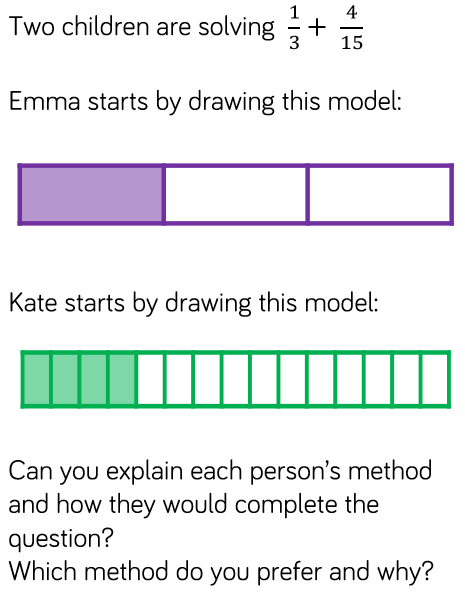 Two children are solving 1/3 + 4/15
Emma starts by drawing this model:
Kate starts by drawing this model:
Can you explain each person's method
and how they would complete the
question?
Which method do you prefer and why?